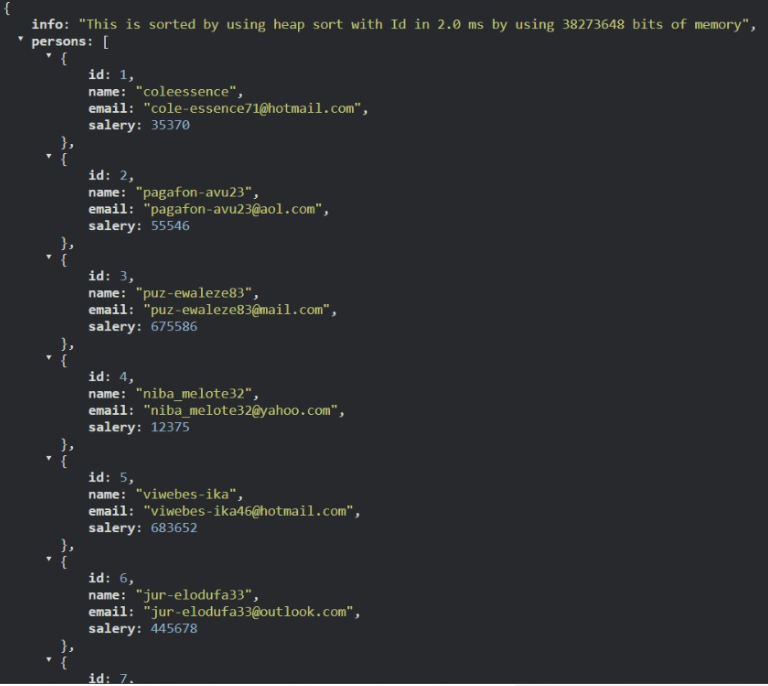 {
info: "This is sorted by using heap sort with Id in 2.0 ms by using 38273648 bits of memory",
persons: [
{
id: 1,
name: "coleessence",
email: "cole-essence71@hotmail.com",
salery: 35370
},
{
id: 2,
name: "pagafon-avu23",
email: "pagafon-avu23@aol.com",
salery: 55546
},
{
id: 3,
name: "puz-ewaleze83",
email: "puz-ewaleze83@mail.com",
salery: 675586
},
{
id: 4,
name: "niba_melote32",
email: "niba_melote32@yahoo.com",
salery: 12375
},
{
id: 5,
name: "viwebes-ika",
email: "viwebes-ika46@hotmail.com",
salery: 683652
},
{
id: 6,
name: "jur-elodufa33",
email: "jur-elodufa33@outlook.com",
salery: 445678
},
{
id: 7,